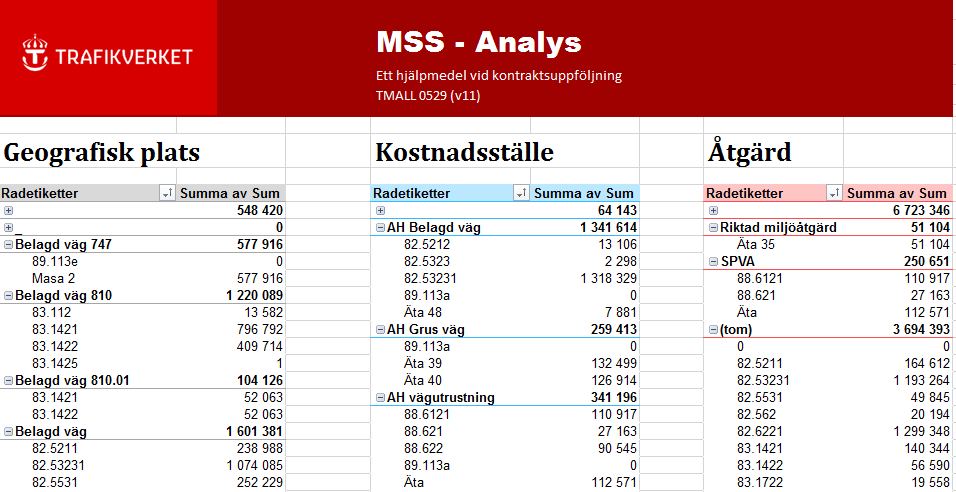 TRAFIKVERKET
MSS - Analys
Ett hjälpmedel vid kontraktsuppföljning
TMALL 0529 (v11)
Geografisk plats
Radetiketter Summa av Sum
548 420
_ 0
Belagd väg 747 577 916
89.113e 0
Masa 2 577 916
Belagd väg 810 1 220 089
83.112 13 582
83.1421 796 792
83.1422 409 714
83.1425 1
Belagd väg 810.01 104 126
83.1421 52 063
83.1422 52 063
Belagd väg 1 601 381
82.5211 238 988
82.53231 1 074 085
82.5531 252 229
Kostnadsställe
Radetiketter Summa av Sum
64 143
AH Belagd väg 1 341 614
82.5212 13 106
82.5323 2 298
82.53231 1 318 329
89.113a 0
Äta 48 7 881
AH Grus väg 259 413
89.113a 0
Äta 39 132 499
Äta 40 126 914
AH vägutrustning 341 196
88.6121 110 917
88.621 27 163
88.622 90 545
89.113a 0
Äta 112 571
Åtgärd
Radetiketter Summa av Sum
6 723 346
Riktad miljöåtgärd 51 104
Äta 35 51 104
SPVA 250 651
88.6121 110 917
88.621 27 163
Äta 112 571
(tom) 3 694 393
0 0
82.5211 164 612
82.53231 1 193 264
82.5531 49 845
82.562 20 194
82.6221 1 299 348
83.1421 140 344
83.1422 56 590
83.1722 19 558